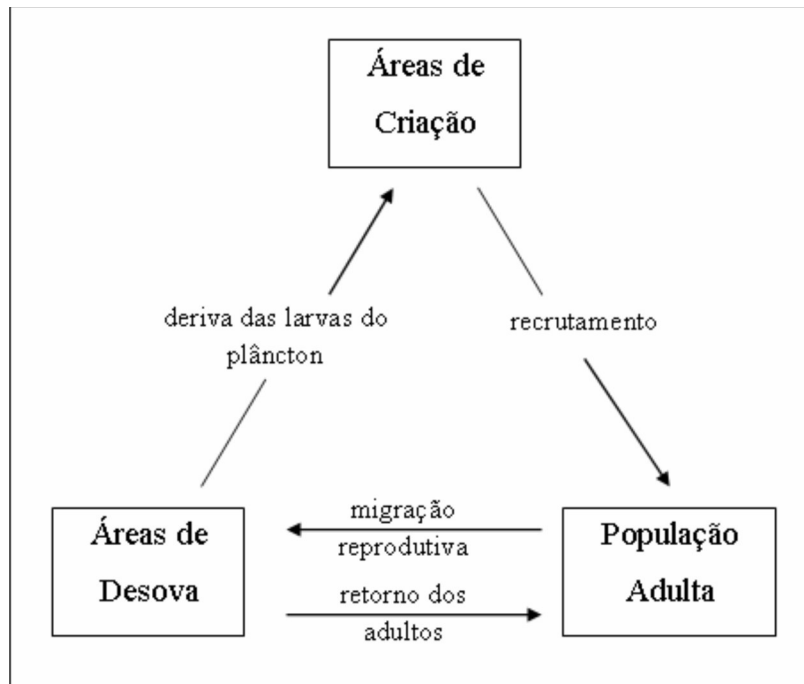 Áreas de
Criação
deriva das larvas do
plâncton
recrutamento
Áreas de
Desova
migração
reprodutiva
retorno dos
adultos
População
Adulta